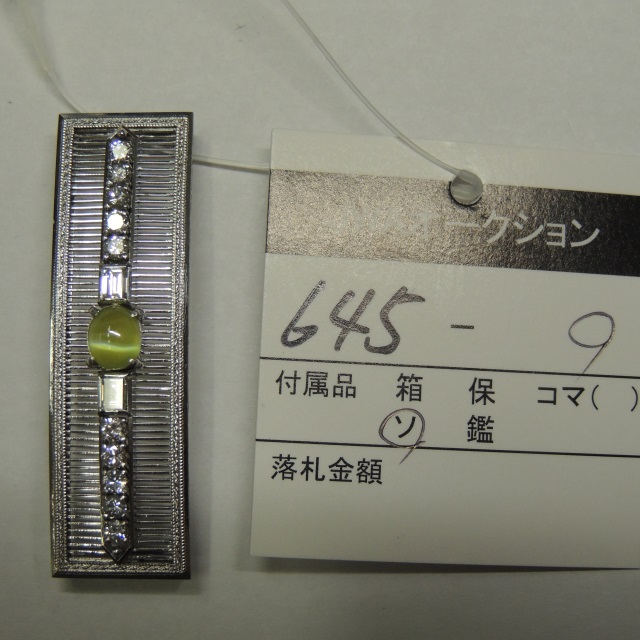 ークション
645 - 9
付属品 箱 保 コマ( )
ソ 鑑
落札金額